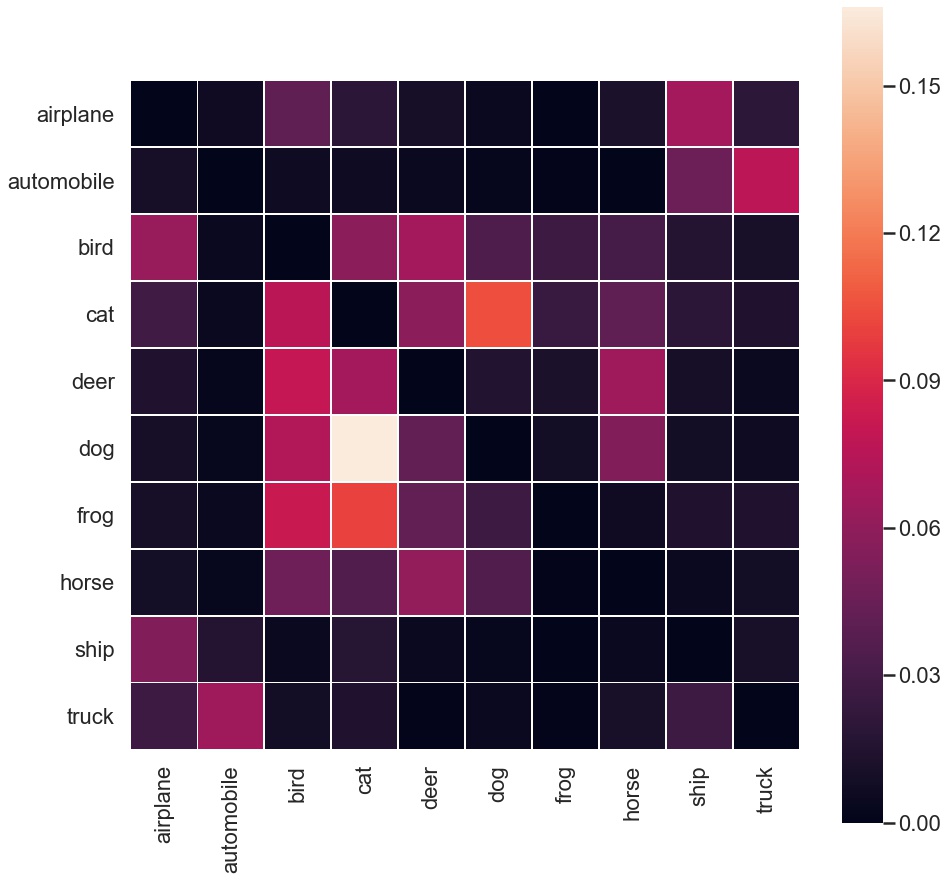 airplane
automobile
bird
cat
deer
dog
frog
horse
ship
truck
airplane
automobile
bird
cat
deer
dog
frog
horse
ship
truck
0.15
0.12
0.09
0.06
0.03
0.00